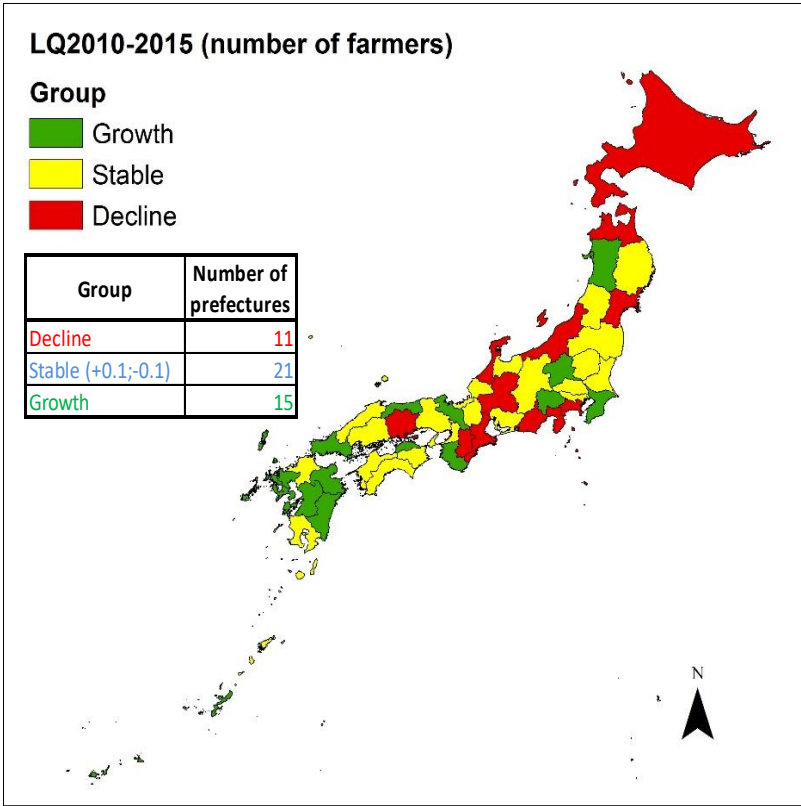 LQ2010-2015 (number of farmers)
Group
Growth
Stable
Decline
Group Number of
prefectures
Decline 11
Stable (+0.1;-0.1) 21
Growth 15
N